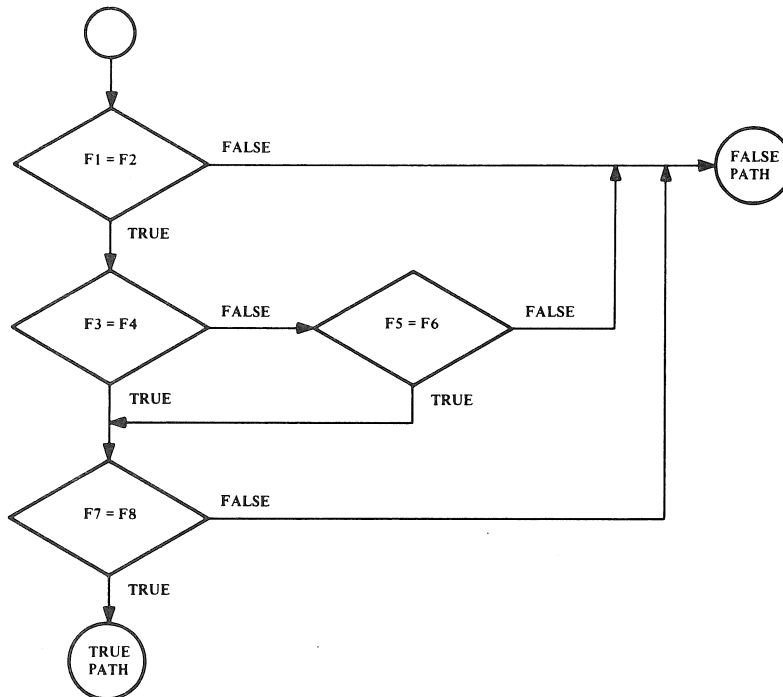 F1 = F2
FALSE
FALSE
PATH
TRUE
F3 = F4
FALSE
F5 = F6
FALSE
TRUE
TRUE
F7 = F8
FALSE
TRUE
TRUE
PATH